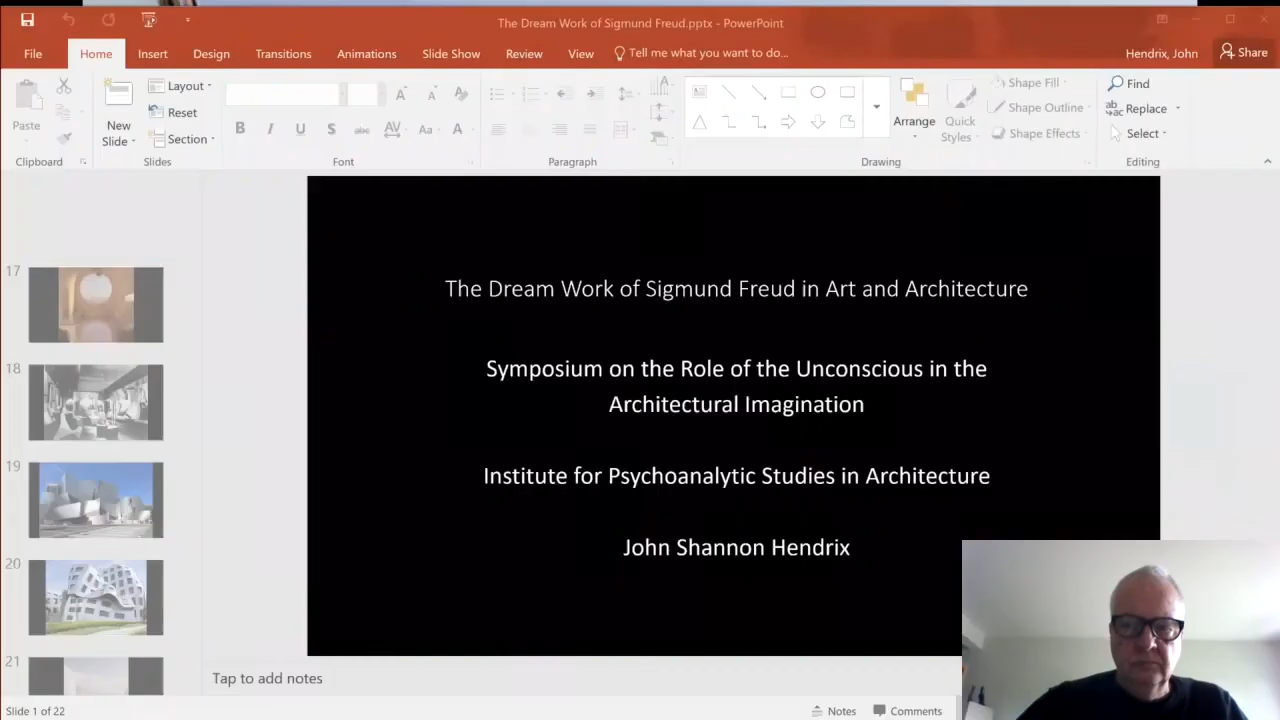 The Dream Work of Sigmund Freud.pptx - PowerPoint
File Home Insert Design Transitions Animations Slide Show Review View Tell me what you want to do... Hendrix, John Share
Paste
New
Slide
Layout
Reset
Section
B I U S abc AV Aa A
Arrange
Quick
Styles
Shape Fill
Shape Outline
Shape Effects
Find
Replace
Select
Clipboard Slides Font Paragraph Drawing Editing
17
18
19
20
21
The Dream Work of Sigmund Freud in Art and Architecture
Symposium on the Role of the Unconscious in the
Architectural Imagination
Institute for Psychoanalytic Studies in Architecture
John Shannon Hendrix
Tap to add notes
Slide 1 of 22 Notes Comments